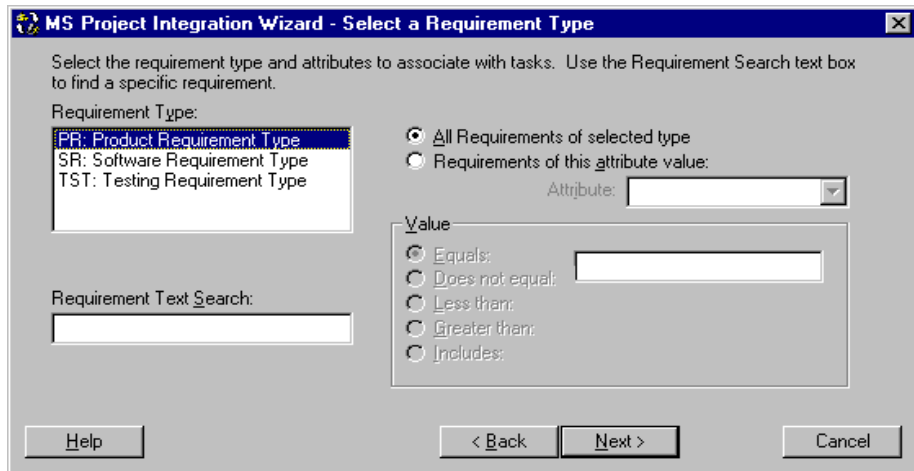 MS Project Integration Wizard - Select a Requirement Type
Select the requirement type and attributes to associate with tasks. Use the Requirement Search text box
to find a specific requirement.
Requirement Type:
PR: Product Requirement Type
SR: Software Requirement Type
TST: Testing Requirement Type
All Requirements of selected type
Requirements of this attribute value:
Attribute:
Value
Equals:
Does not equal:
Less than:
Greater than:
Includes:
Requirement Text Search:
Help
< Back
Next >
Cancel